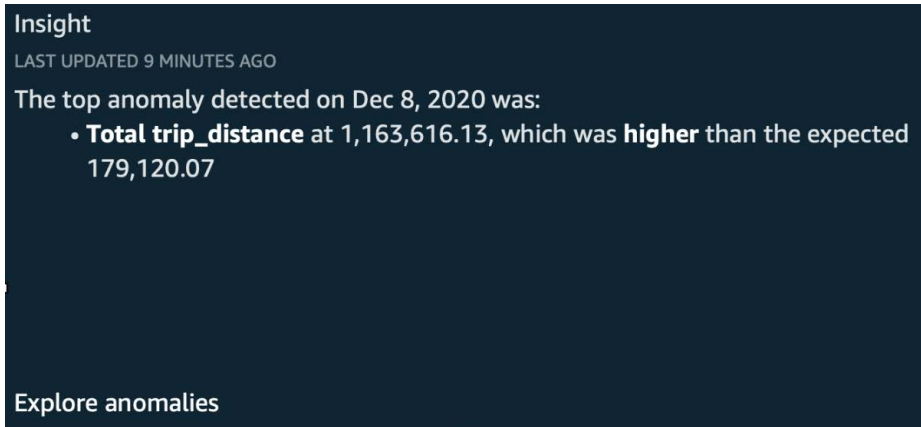 Insight
LAST UPDATED 9 MINUTES AGO
The top anomaly detected on Dec 8, 2020 was:
• Total trip_distance at 1,163,616.13, which was higher than the expected
179,120.07
Explore anomalies